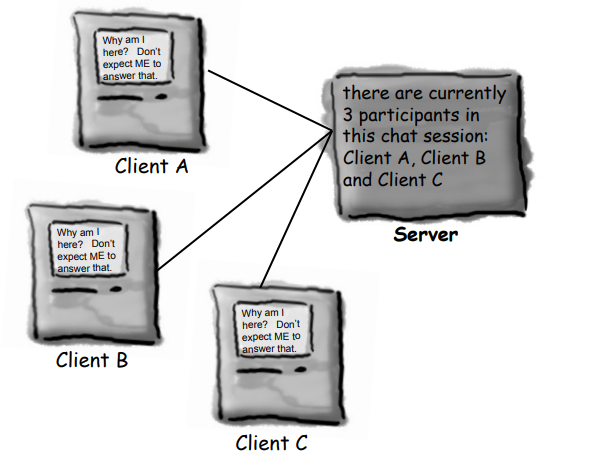 Why am I
here? Don't
expect ME to
answer that.
Client A
there are currently
3 participants in
this chat session:
Client A, Client B
and Client C
Server
Why am I
here? Don't
expect ME to
answer that.
Client B
Why am I
here? Don't
expect ME to
answer that.
Client C